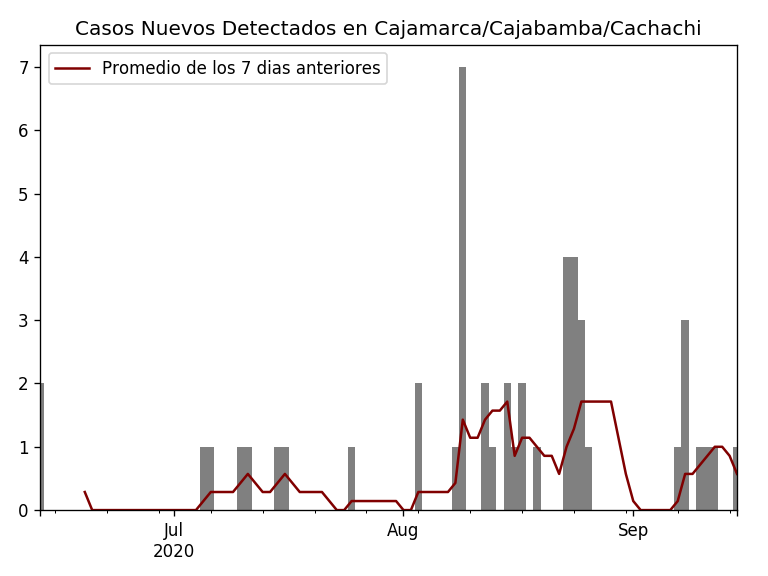 Casos Nuevos Detectados en Cajamarca/Cajabamba/Cachachi
Promedio de los 7 dias anteriores
7
6
5
4
3
2
1
0
Jul
2020
Aug
Sep